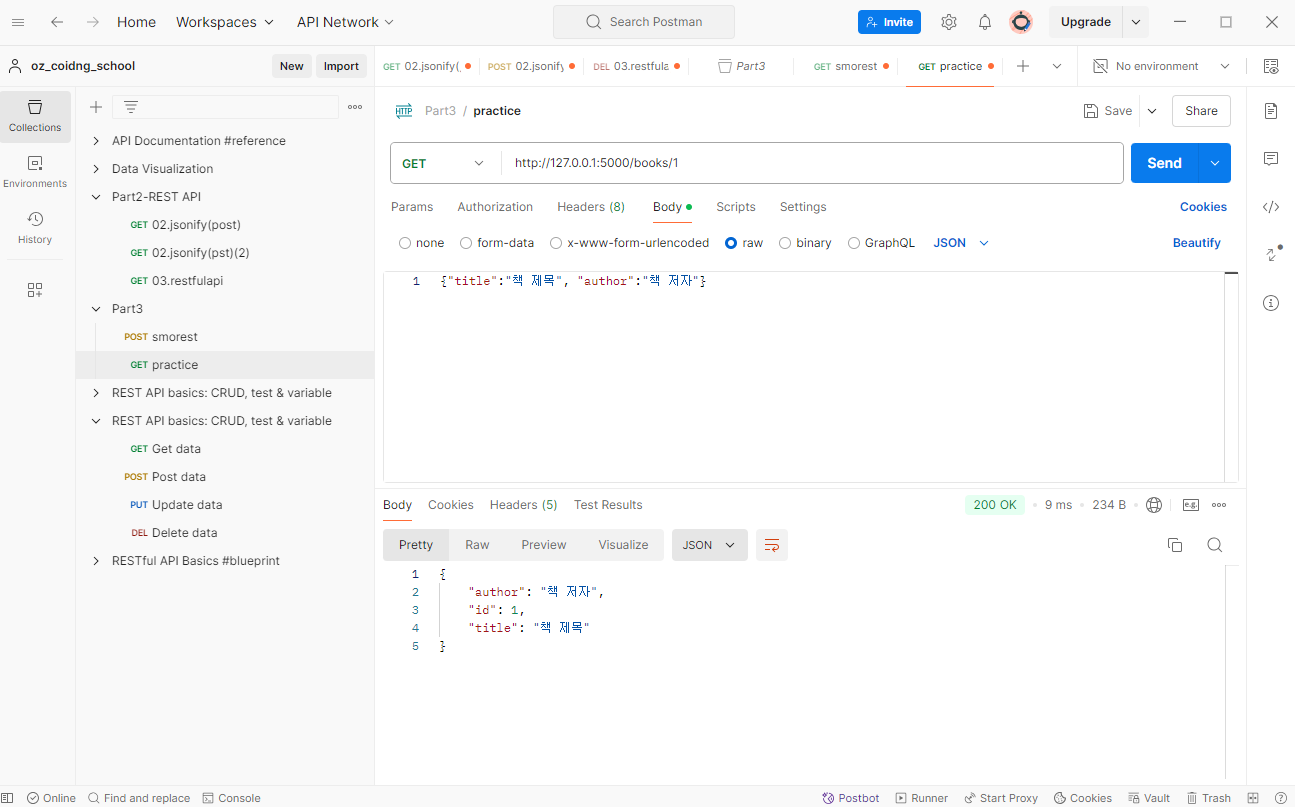 Home Workspaces API Network Search Postman Invite Upgrade
oz_coidng_school New Import GET 02.jsonify( POST 02.jsonify DEL 03.restfula Part3 GET smorest GET practice No environment
Collections
Environments
History
API Documentation #reference
Data Visualization
Part2-REST API
GET 02.jsonify(post)
GET 02.jsonify(pst)(2)
GET 03.restfulapi
Part3
POST smorest
GET practice
REST API basics: CRUD, test & variable
REST API basics: CRUD, test & variable
GET Get data
POST Post data
PUT Update data
DEL Delete data
RESTful API Basics #blueprint
HTTP Part3 / practice Save Share
GET http://127.0.0.1:5000/books/1 Send
Params Authorization Headers (8) Body Scripts Settings Cookies
none form-data x-www-form-urlencoded raw binary GraphQL JSON Beautify
1 {"title":"책 제목", "author":"책 저자"}
Body Cookies Headers (5) Test Results 200 OK 9 ms 234 B e.g.
Pretty Raw Preview Visualize JSON
1 {
2 "author": "책 저자",
3 "id": 1,
4 "title": "책 제목"
5 }
Online Find and replace Console Postbot Runner Start Proxy Cookies Vault Trash